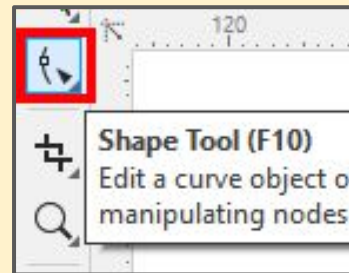 120
Shape Tool (F10)
Edit a curve object o
manipulating nodes